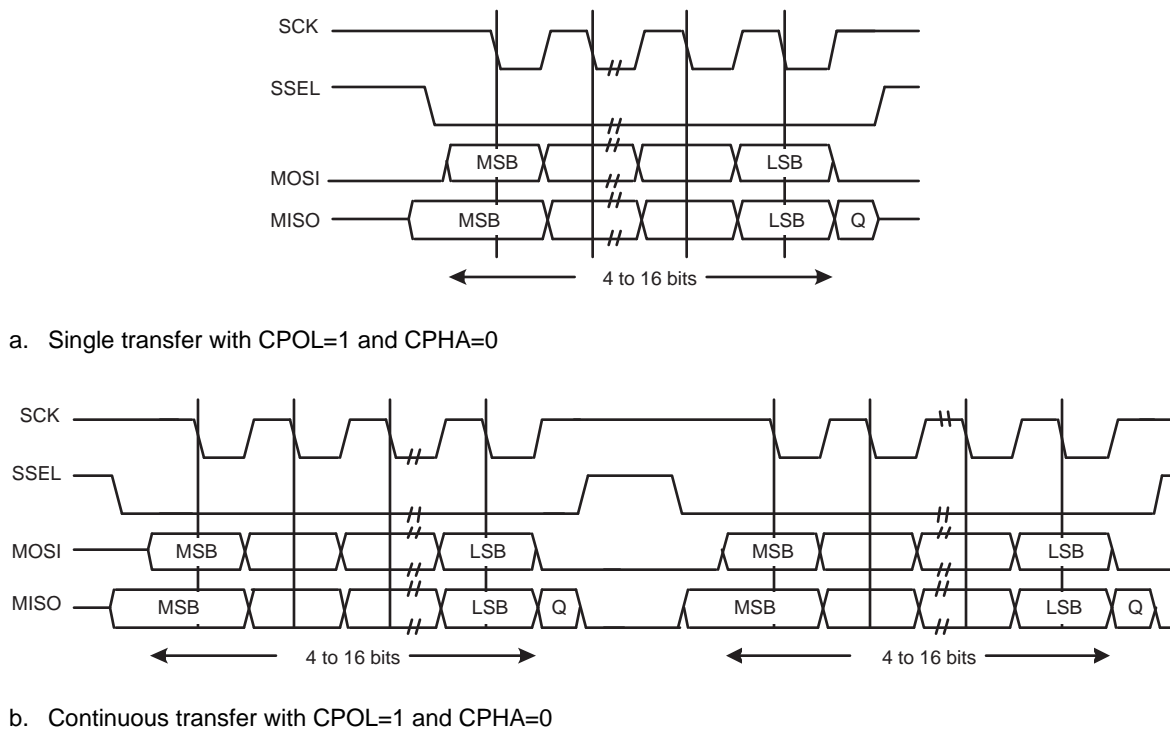 SCK
SSEL
MOSI
MSB
LSB
MISO
MSB
LSB
Q
4 to 16 bits
a. Single transfer with CPOL=1 and CPHA=0
SCK
SSEL
MOSI
MSB
LSB
MSB
LSB
MISO
MSB
LSB
Q
MSB
LSB
Q
4 to 16 bits
4 to 16 bits
b. Continuous transfer with CPOL=1 and CPHA=0